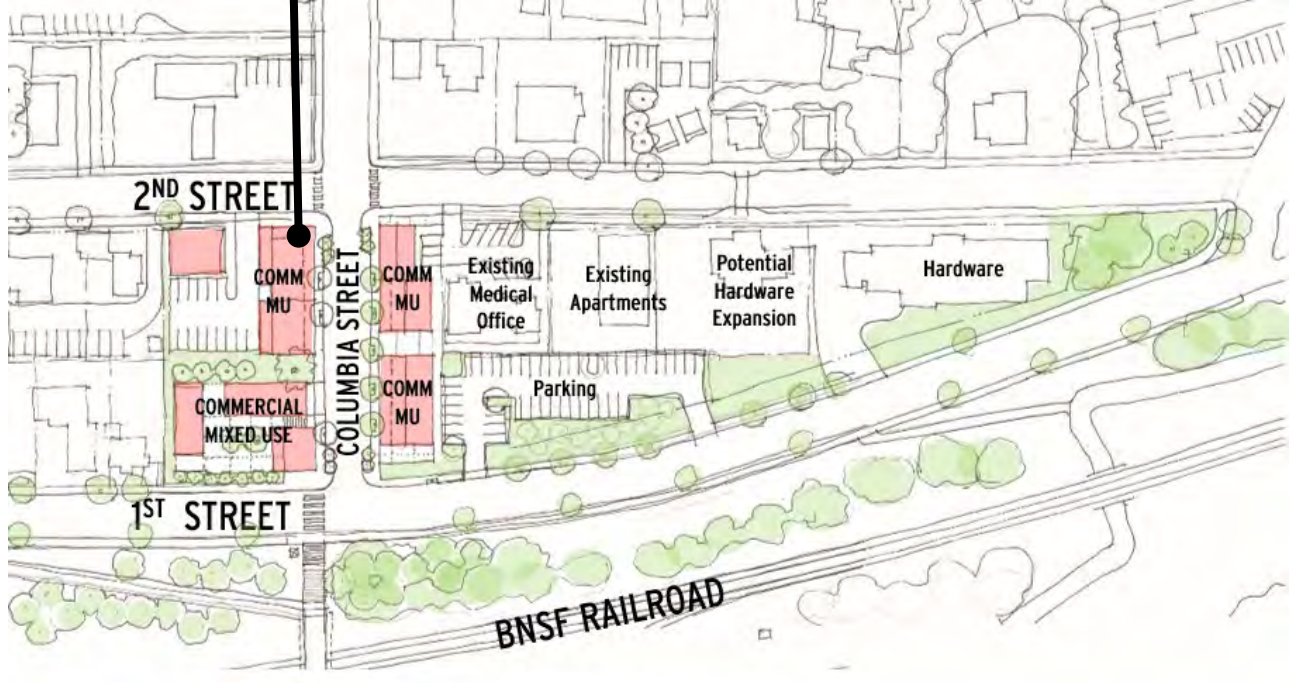 2ND STREET
COMM
MU
COLUMBIA STREET
COMM
MU
Existing
Medical
Office
Existing
Apartments
Potential
Hardware
Expansion
Hardware
COMMERCIAL
MIXED USE
COMM
MU
Parking
1ST STREET
BNSF RAILROAD